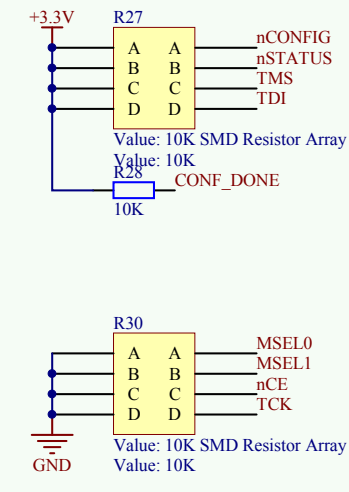 +3.3V
R27
A A nCONFIG
B B nSTATUS
C C TMS
D D TDI
Value: 10K SMD Resistor Array
Value: 10K
R28
CONF_DONE
10K
R30
A A MSEL0
B B MSEL1
C C nCE
D D TCK
Value: 10K SMD Resistor Array
GND
Value: 10K